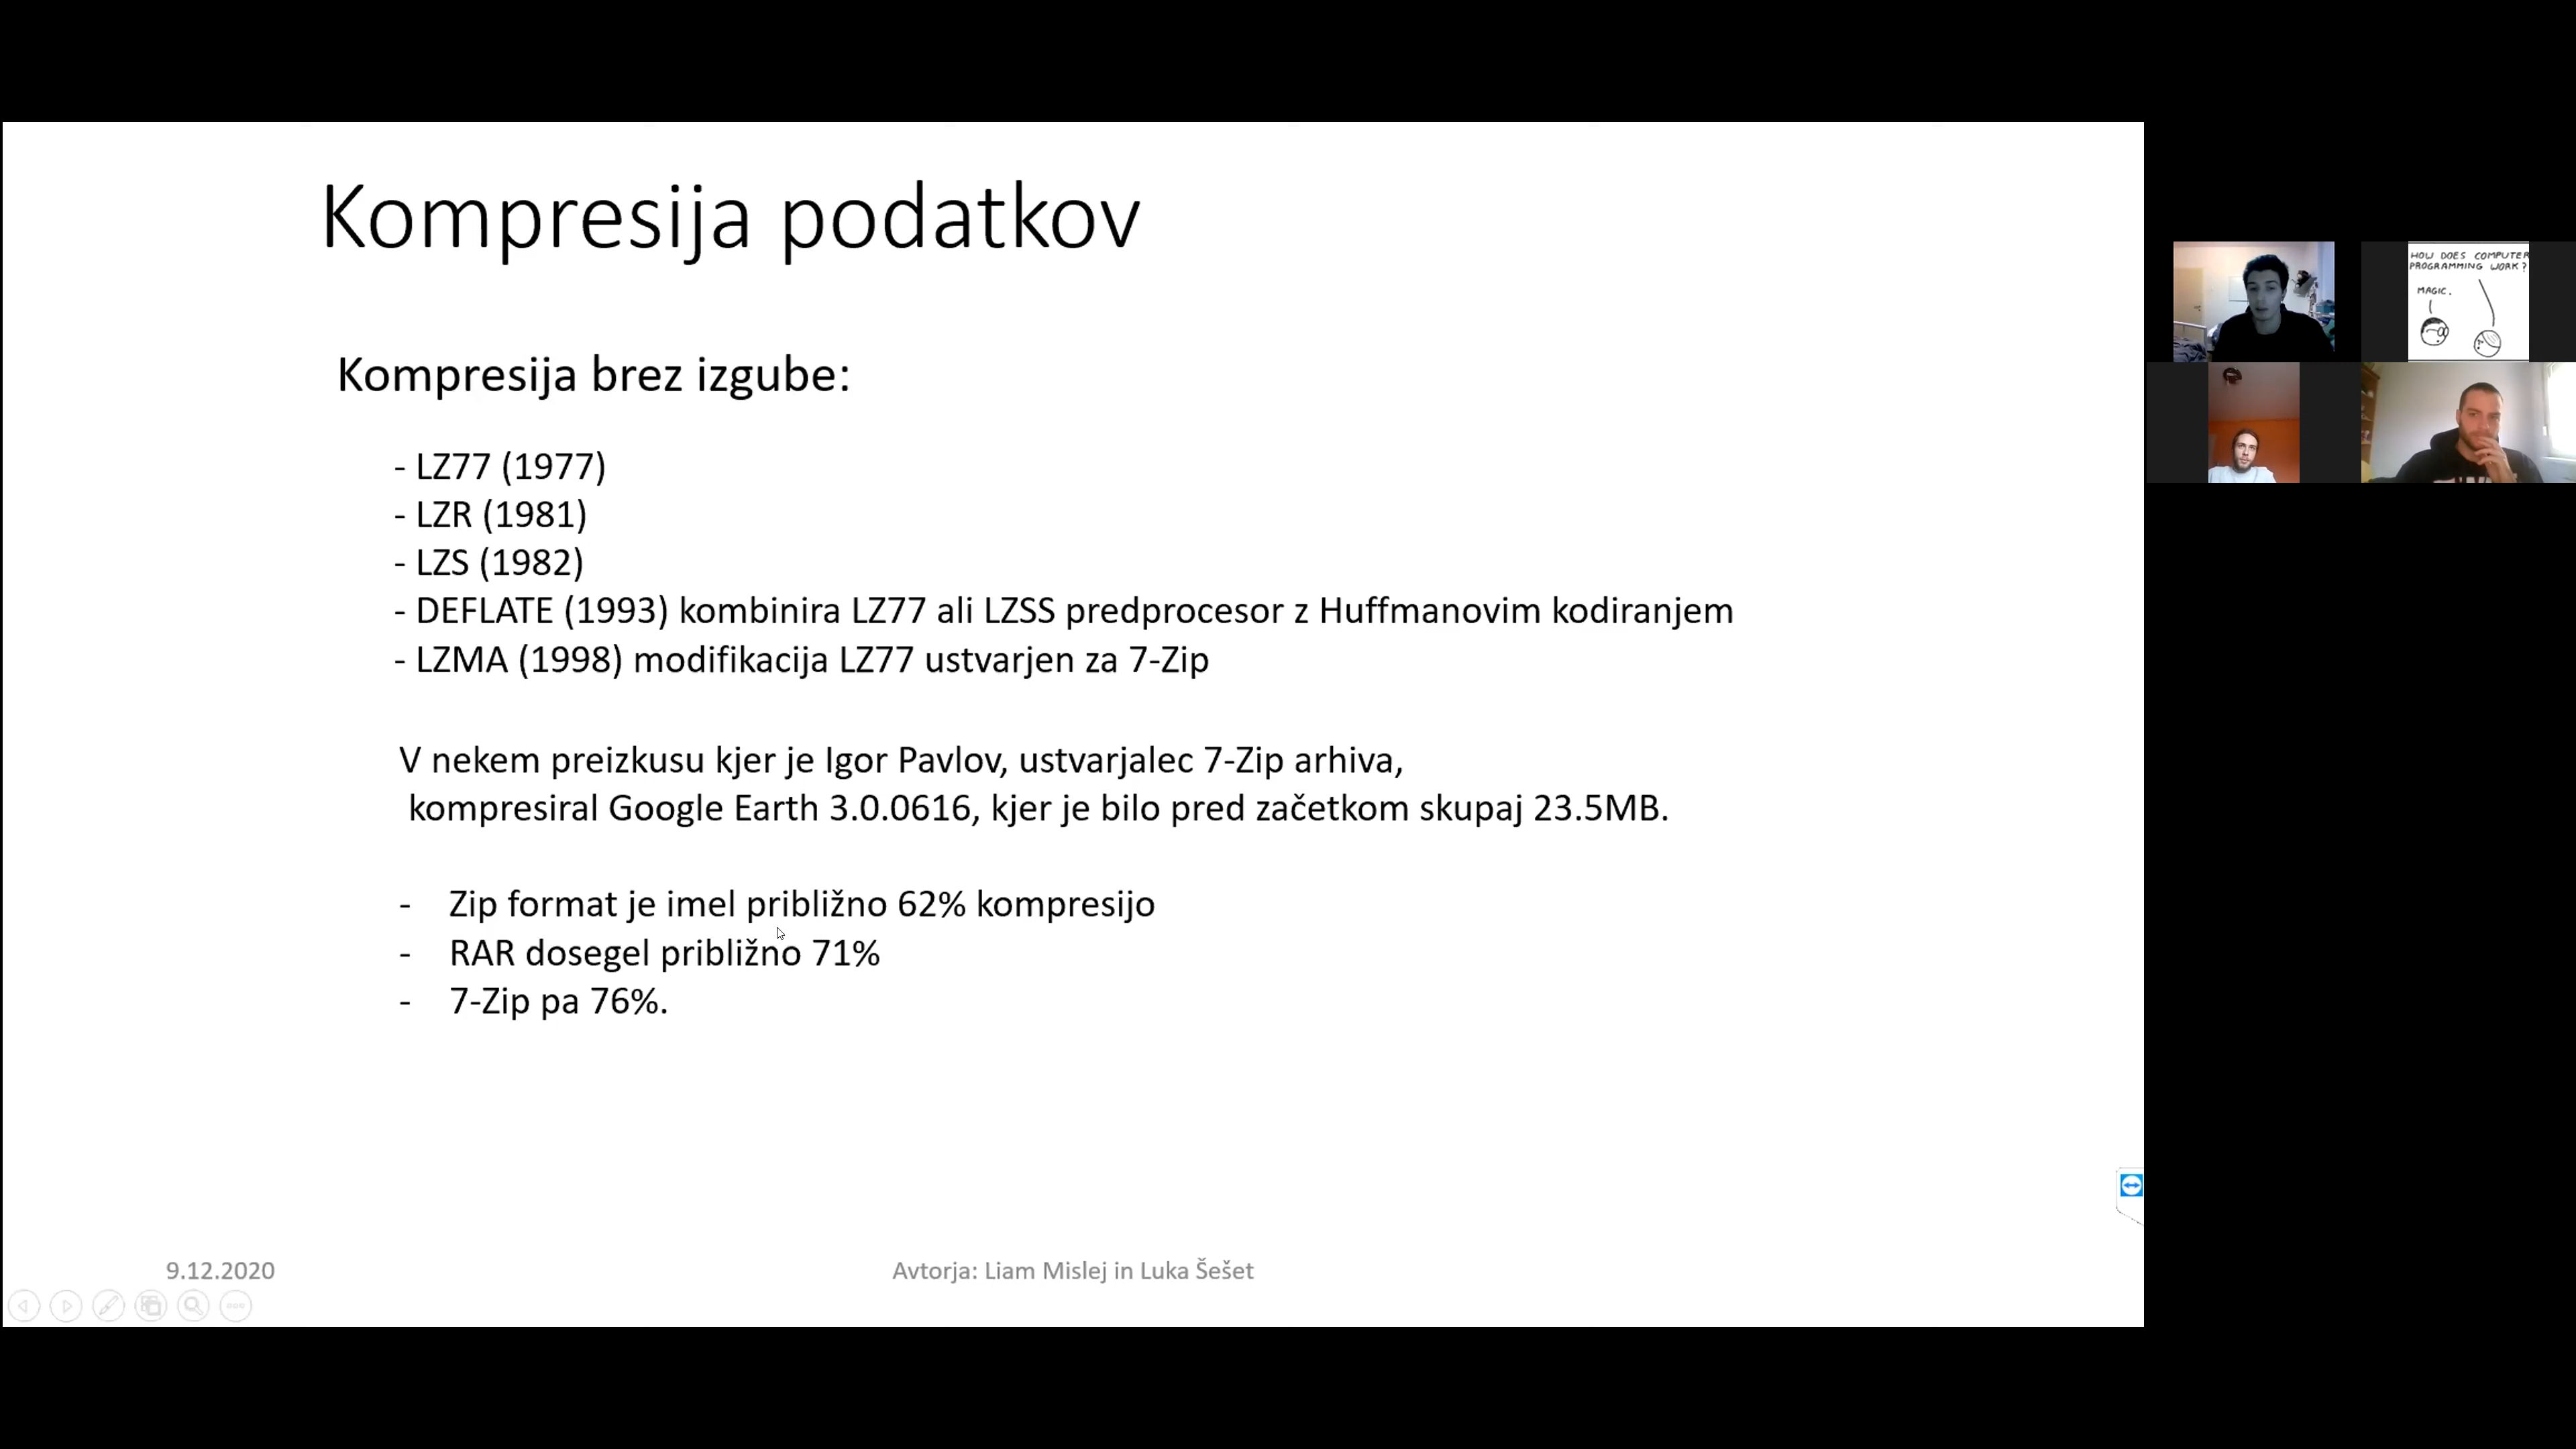 Kompresija podatkov
Kompresija brez izgube:
- LZ77 (1977)
- LZR (1981)
- LZS (1982)
- DEFLATE (1993) kombinira LZ77 ali LZSS predprocesor z Huffmanovim kodiranjem
- LZMA (1998) modifikacija LZ77 ustvarjen za 7-Zip
V nekem preizkusu kjer je Igor Pavlov, ustvarjalec 7-Zip arhiva,
kompresiral Google Earth 3.0.0616, kjer je bilo pred začetkom skupaj 23.5MB.
- Zip format je imel približno 62% kompresijo
- RAR dosegel približno 71%
- 7-Zip pa 76%.
9.12.2020
Avtorja: Liam Mislej in Luka Šešet
HOW DOES COMPUTER
PROGRAMMING WORK?
MAGIC.